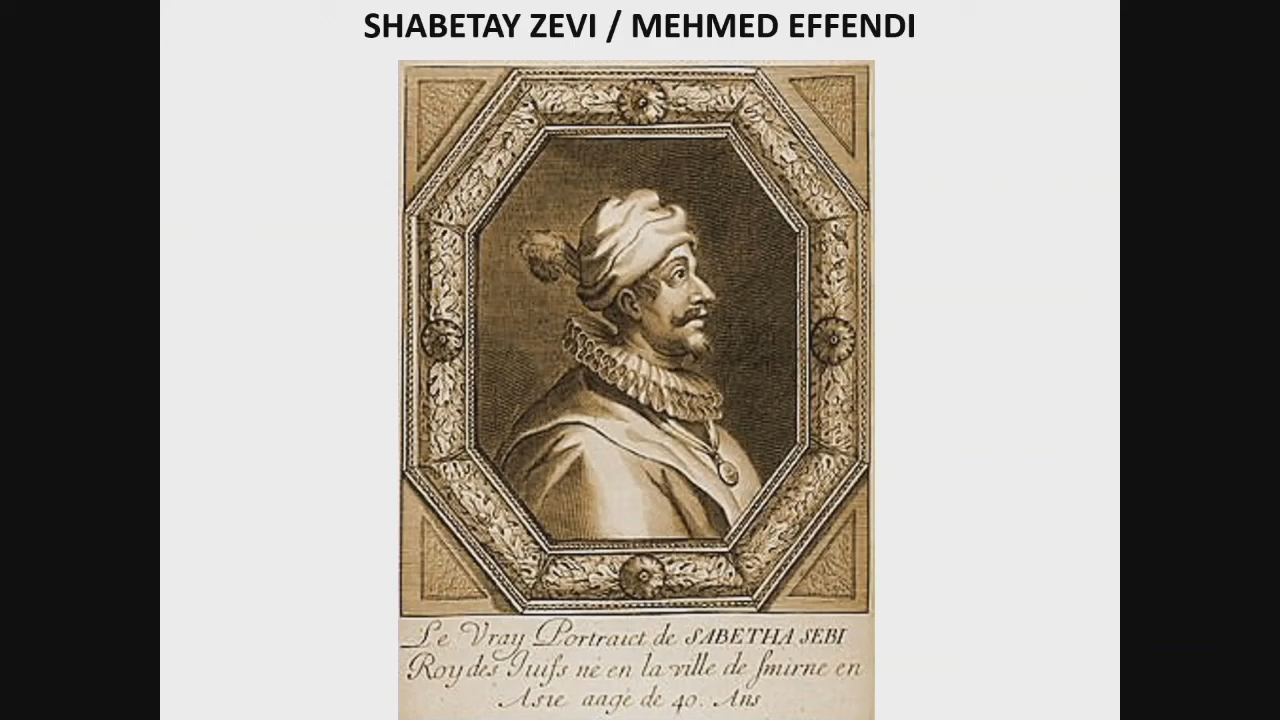 SHABETAY ZEVI / MEHMED EFFENDI
Le Vray Portraict de SABETHA SEBI
Roy des Juifs né en la ville de Smirne en
Asie aagé de 40. Ans